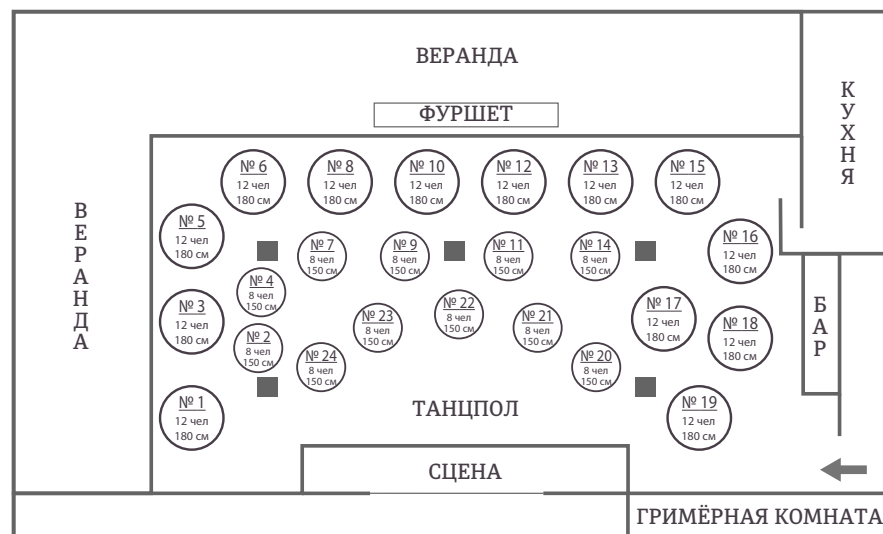 ВЕРАНДА
ФУРШЕТ
КУХНЯ
ВЕРАНДА
№ 6
12 чел
180 см
№ 8
12 чел
180 см
№ 10
12 чел
180 см
№ 12
12 чел
180 см
№ 13
12 чел
180 см
№ 15
12 чел
180 см
№ 5
12 чел
180 см
№ 7
8 чел
150 см
№ 9
8 чел
150 см
№ 11
8 чел
150 см
№ 14
8 чел
150 см
№ 16
12 чел
180 см
№ 4
8 чел
150 см
№ 3
12 чел
180 см
№ 23
8 чел
150 см
№ 22
8 чел
150 см
№ 21
8 чел
150 см
№ 17
12 чел
180 см
№ 18
12 чел
180 см
БАР
№ 2
8 чел
150 см
№ 24
8 чел
150 см
№ 20
8 чел
150 см
№ 1
12 чел
180 см
ТАНЦПОЛ
№ 19
12 чел
180 см
СЦЕНА
ГРИМЁРНАЯ КОМНАТА